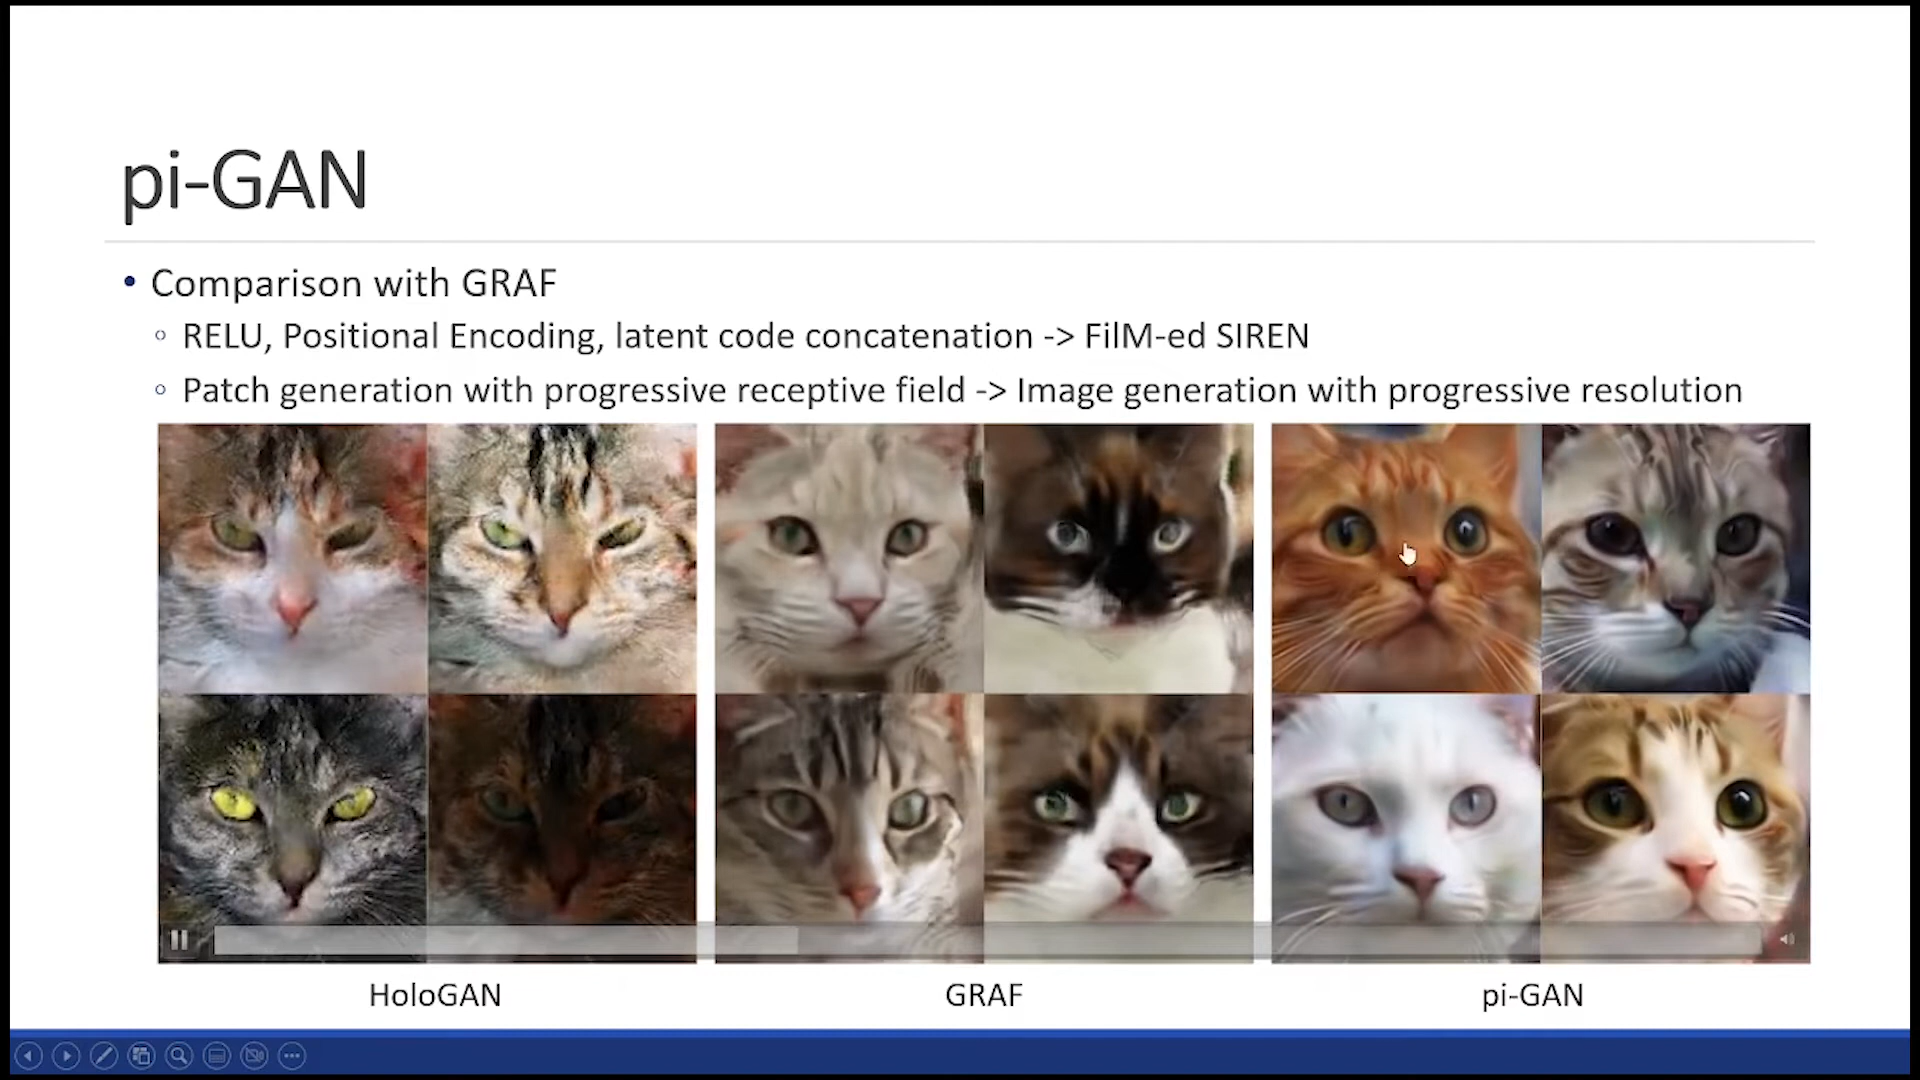 pi-GAN
• Comparison with GRAF
◦ RELU, Positional Encoding, latent code concatenation -> FilM-ed SIREN
◦ Patch generation with progressive receptive field -> Image generation with progressive resolution
HoloGAN GRAF pi-GAN